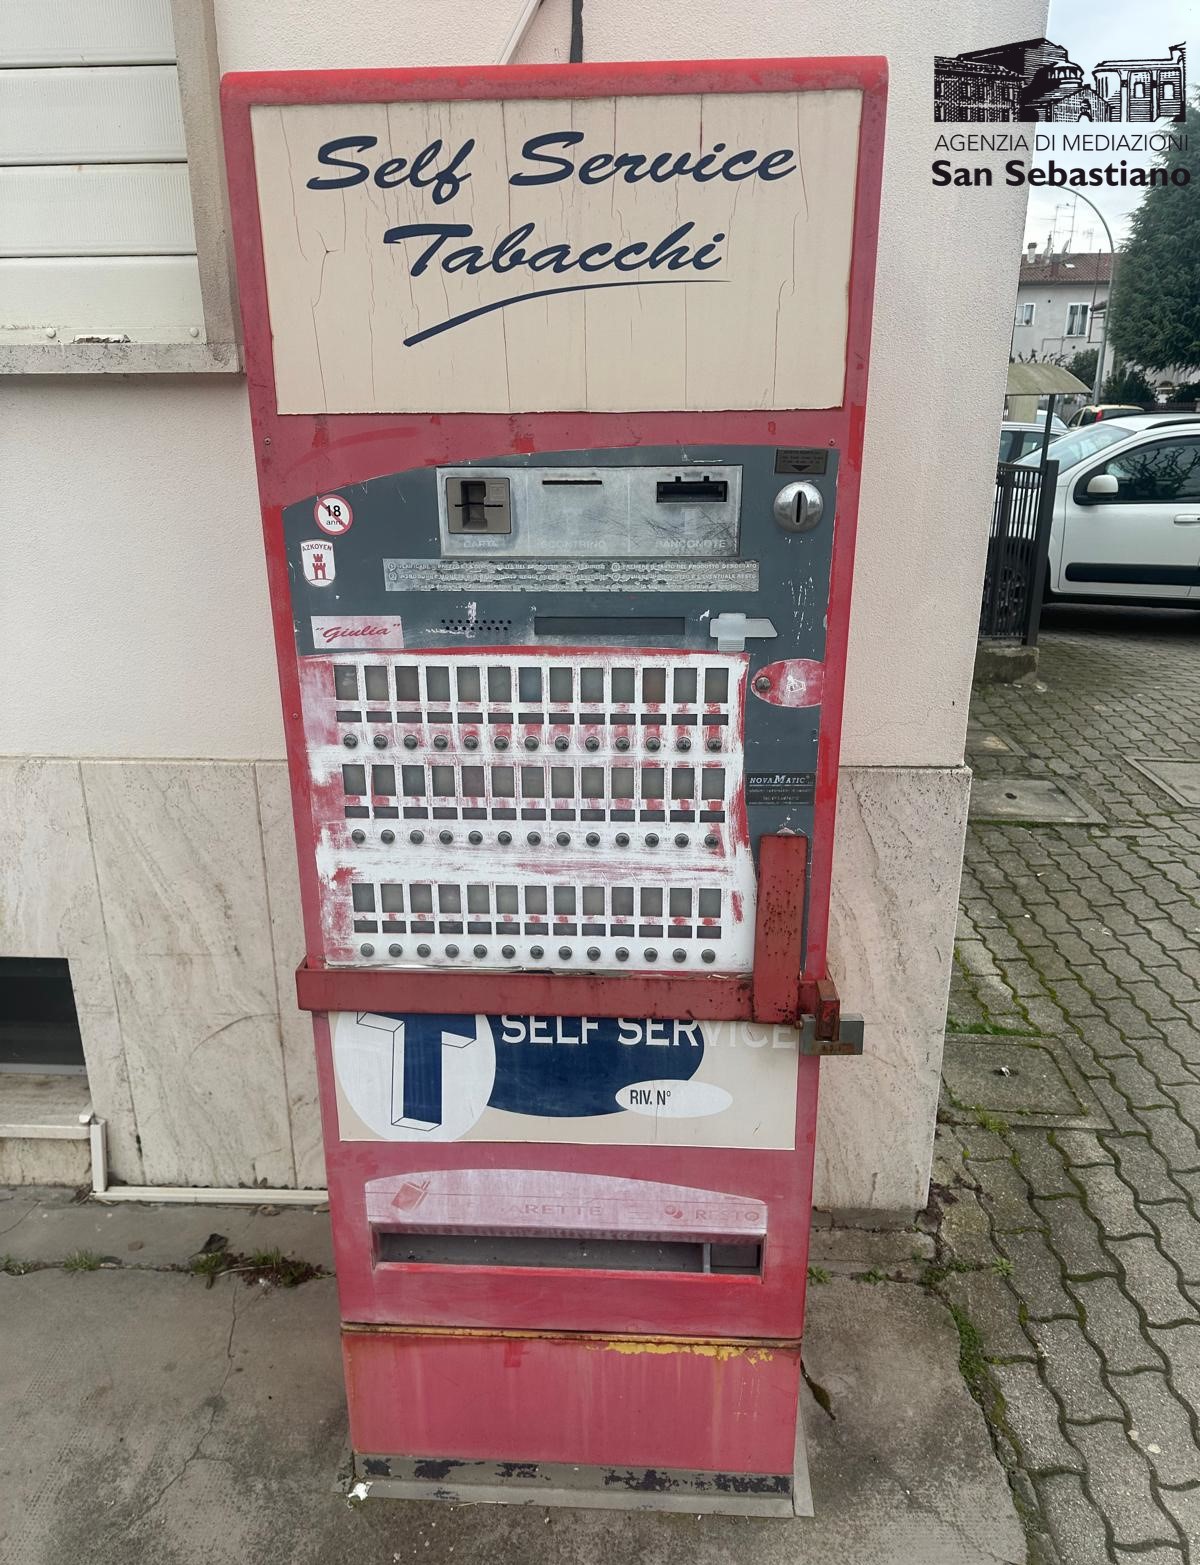 AGENZIA DI MEDIAZIONI
San Sebastiano
Self Service
Tabacchi
18
anni
AZKOYEN
CARTA
SCONTRINO
BANCONOTE
"Giulia"
NOVAMATIC
T
SELF SERVICE
RIV. N°
ARETTE
RESTO